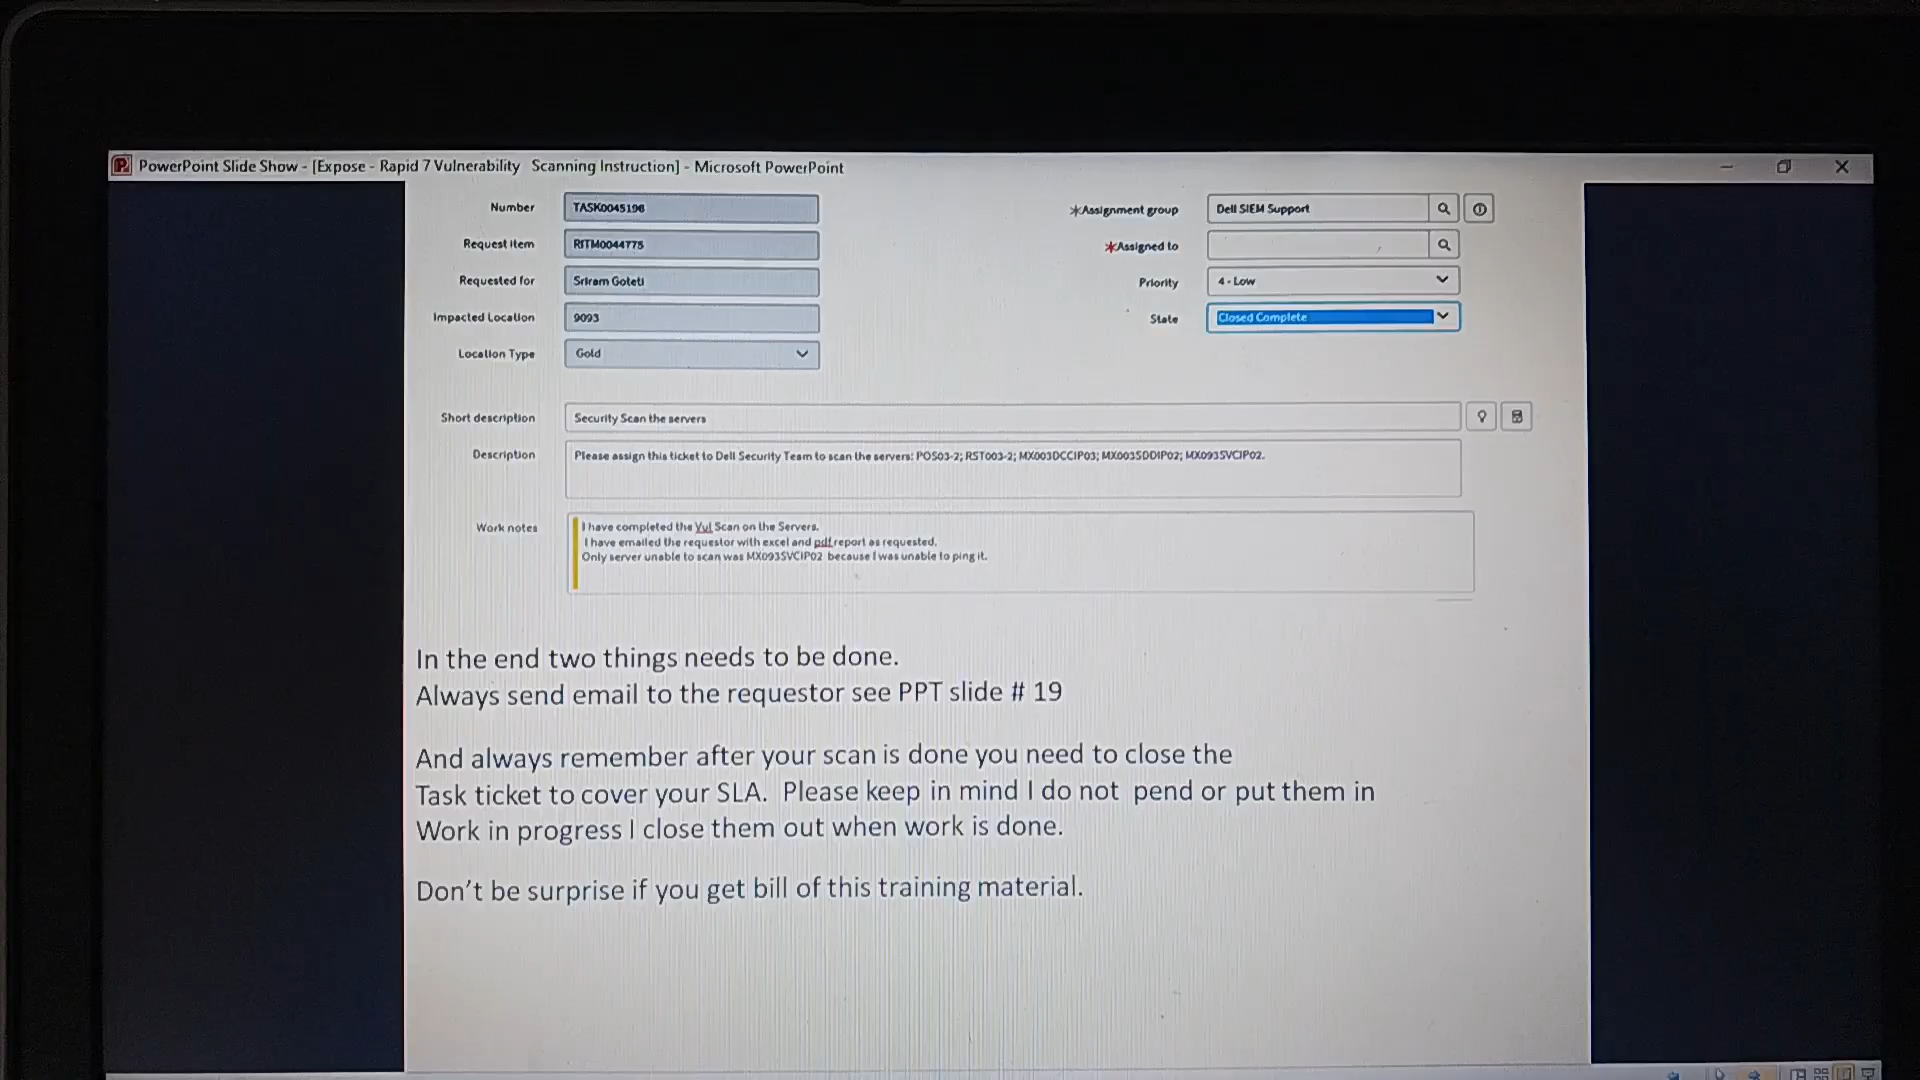 PowerPoint Slide Show - [Expose - Rapid 7 Vulnerability Scanning Instruction] - Microsoft PowerPoint
Number TASK0045196
Request item RITM0044775
Requested for Sriram Goteti
Impacted Location 9093
Location Type Gold
*Assignment group Dell SIEM Support
*Assigned to
Priority 4 - Low
State Closed Complete
Short description Security Scan the servers
Description Please assign this ticket to Dell Security Team to scan the servers: POS03-2; RST003-2; MX003DCCIP03; MX003SDDIP02; MX093SVCIP02.
Work notes I have completed the Vul Scan on the Servers.
I have emailed the requestor with excel and pdf report as requested.
Only server unable to scan was MX093SVCIP02 because I was unable to ping it.
In the end two things needs to be done.
Always send email to the requestor see PPT slide # 19
And always remember after your scan is done you need to close the
Task ticket to cover your SLA. Please keep in mind I do not pend or put them in
Work in progress I close them out when work is done.
Don't be surprise if you get bill of this training material.